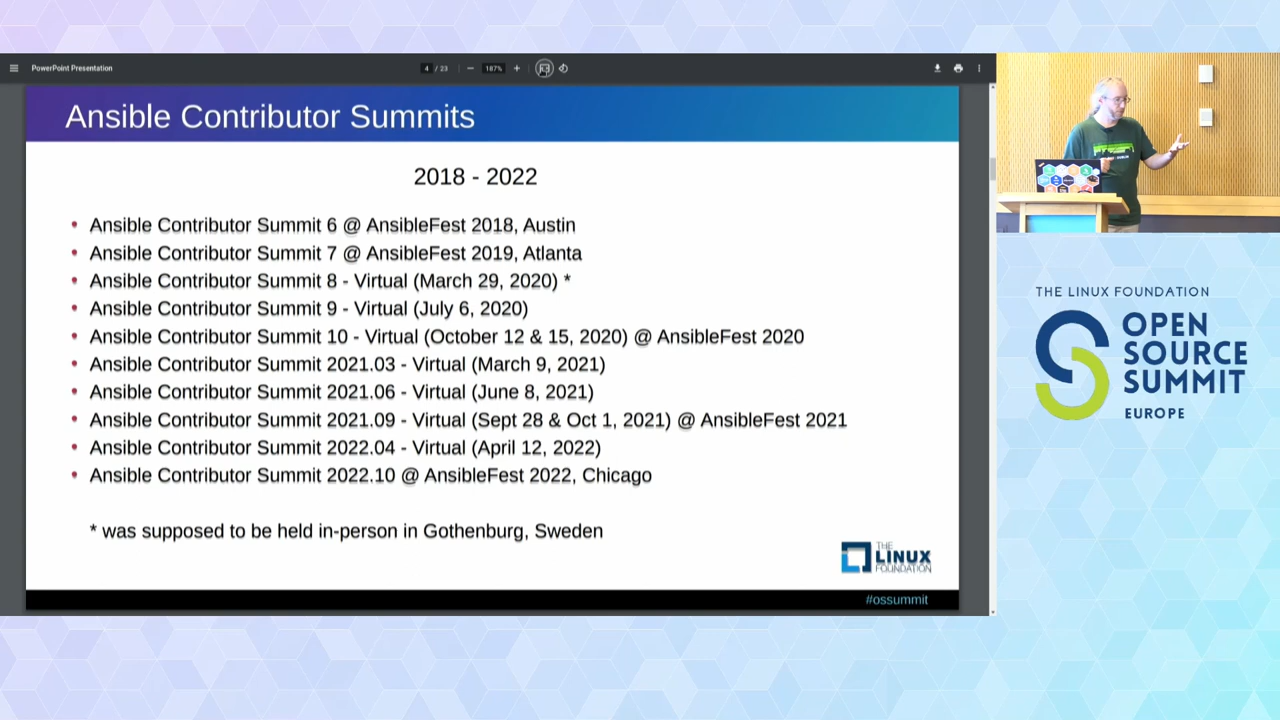 PowerPoint Presentation
4 / 23
187%
Ansible Contributor Summits
2018 - 2022
• Ansible Contributor Summit 6 @ AnsibleFest 2018, Austin
• Ansible Contributor Summit 7 @ AnsibleFest 2019, Atlanta
• Ansible Contributor Summit 8 - Virtual (March 29, 2020) *
• Ansible Contributor Summit 9 - Virtual (July 6, 2020)
• Ansible Contributor Summit 10 - Virtual (October 12 & 15, 2020) @ AnsibleFest 2020
• Ansible Contributor Summit 2021.03 - Virtual (March 9, 2021)
• Ansible Contributor Summit 2021.06 - Virtual (June 8, 2021)
• Ansible Contributor Summit 2021.09 - Virtual (Sept 28 & Oct 1, 2021) @ AnsibleFest 2021
• Ansible Contributor Summit 2022.04 - Virtual (April 12, 2022)
• Ansible Contributor Summit 2022.10 @ AnsibleFest 2022, Chicago
* was supposed to be held in-person in Gothenburg, Sweden
THE
LINUX
FOUNDATION
#ossummit
THE LINUX FOUNDATION
OPEN
SOURCE
SUMMIT
EUROPE